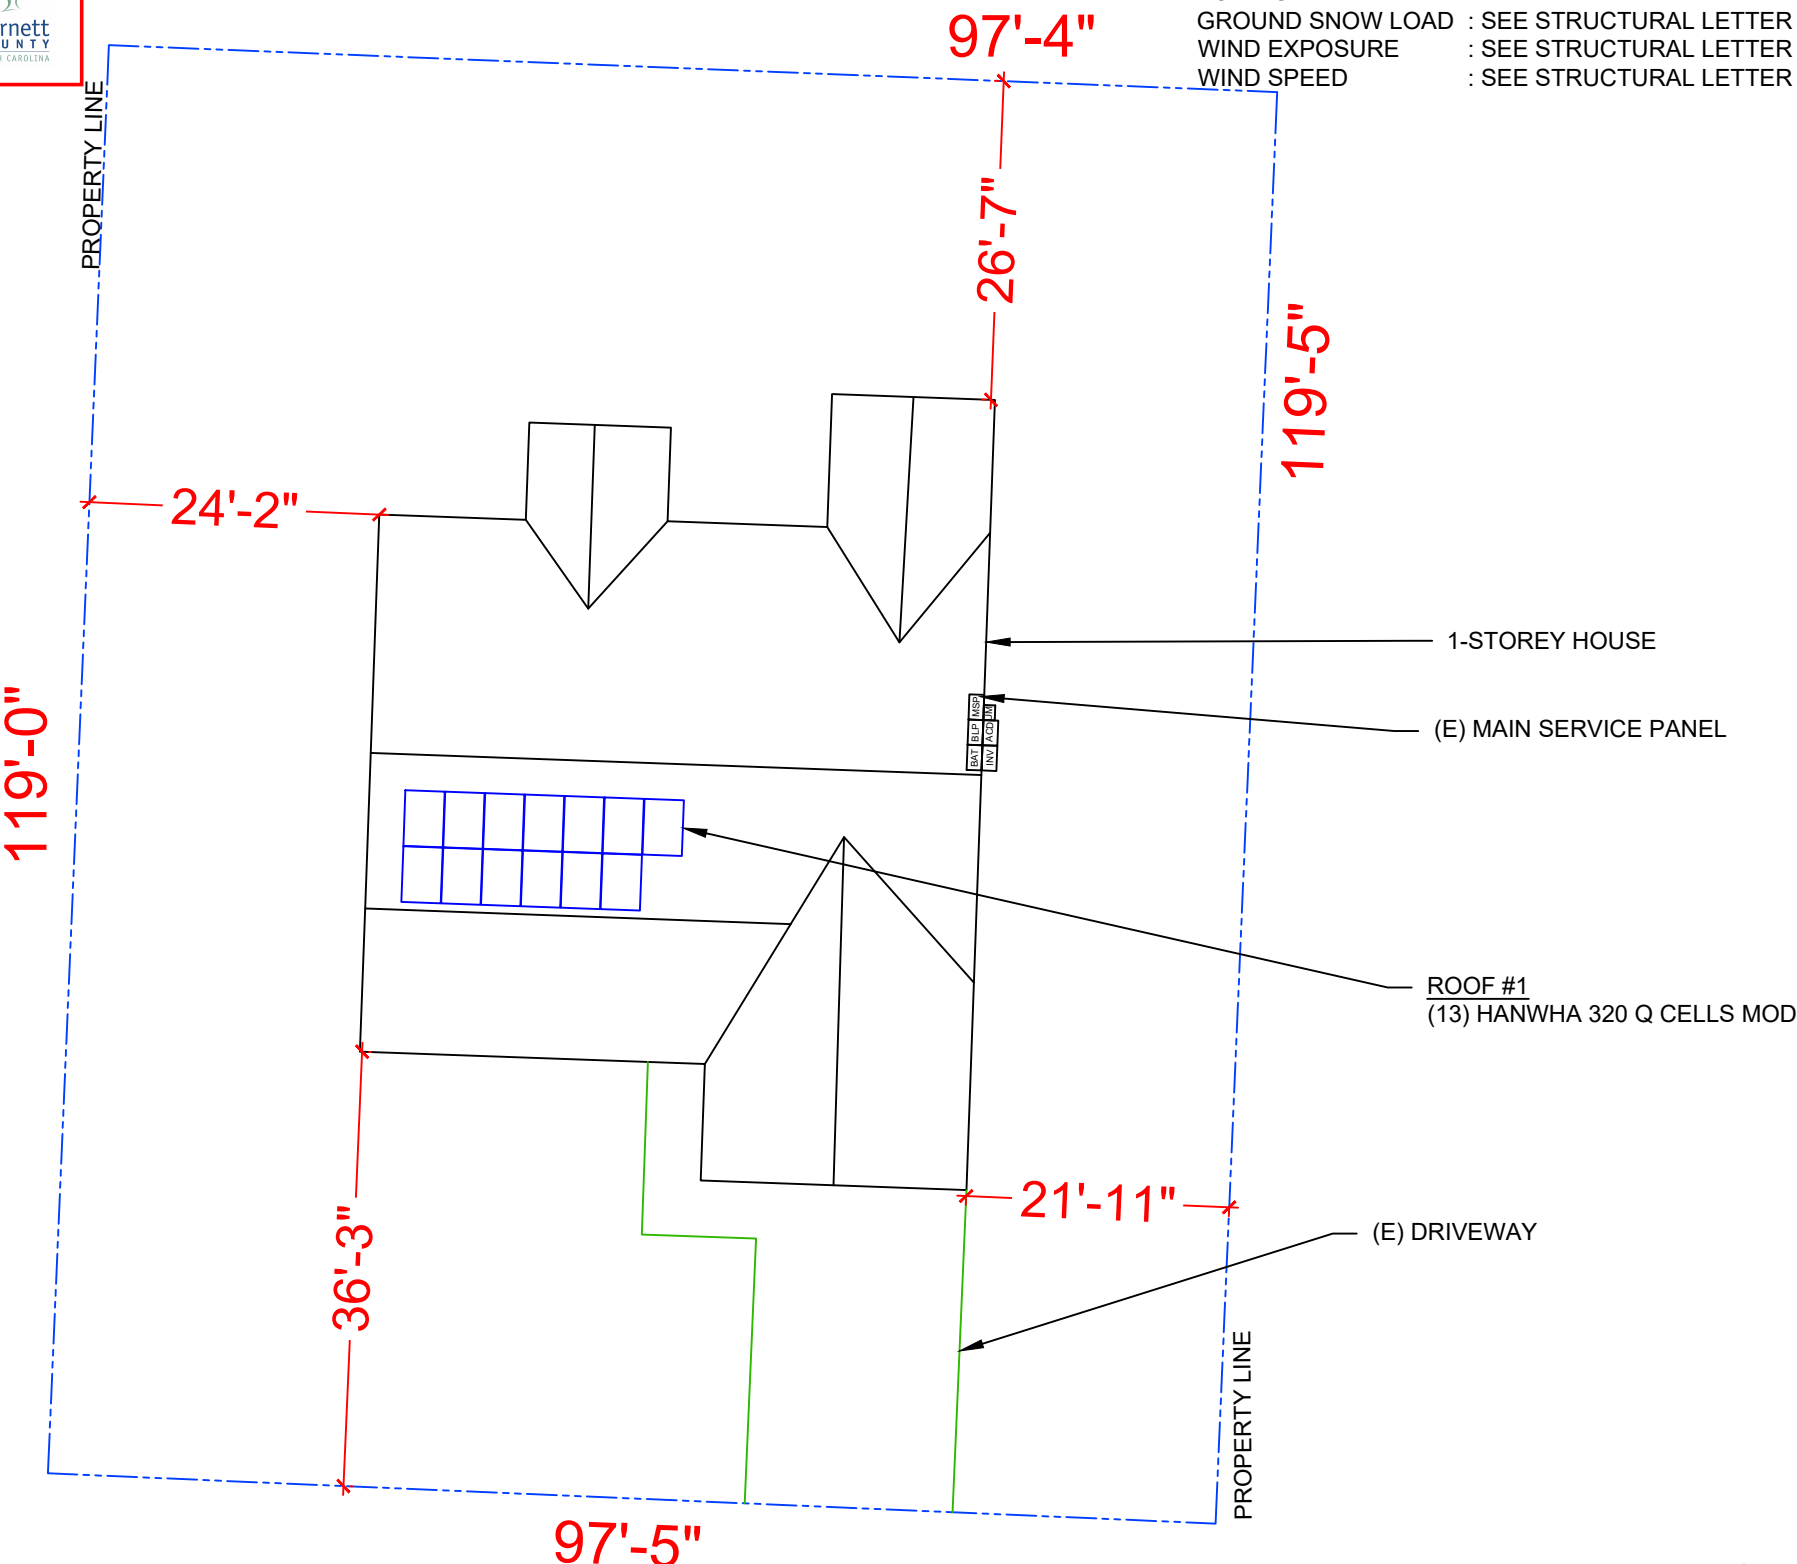 rnett
UNTY
CAROLINA
97'-4"
GROUND SNOW LOAD : SEE STRUCTURAL LETTER
WIND EXPOSURE : SEE STRUCTURAL LETTER
WIND SPEED : SEE STRUCTURAL LETTER
PROPERTY LINE
26'-7"
119'-5"
24'-2"
1-STOREY HOUSE
MSP
UM
BLP
ACD
BAT
INV
(E) MAIN SERVICE PANEL
119'-0"
ROOF #1
(13) HANWHA 320 Q CELLS MOD
21'-11"
36'-3"
(E) DRIVEWAY
PROPERTY LINE
97'-5"